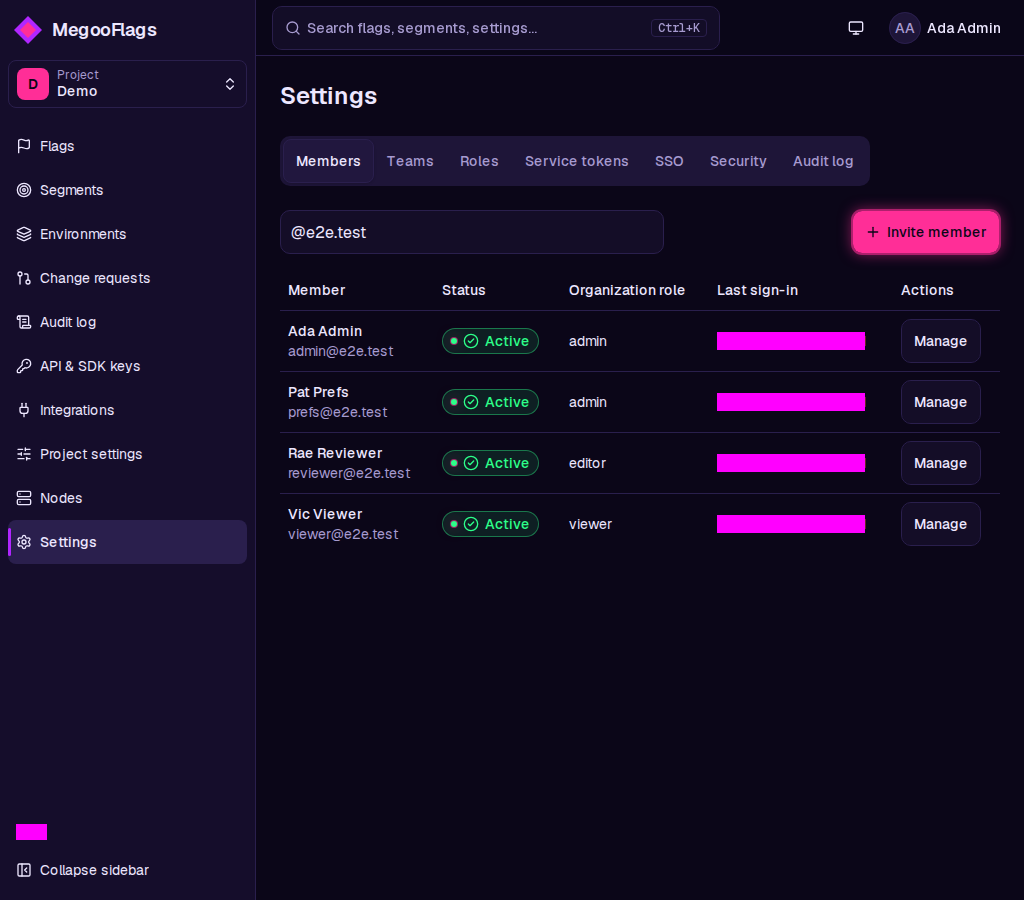 MegooFlags
Search flags, segments, settings...
Ctrl+K
AA
Ada Admin
D
Project
Demo
Flags
Segments
Environments
Change requests
Audit log
API & SDK keys
Integrations
Project settings
Nodes
Settings
Collapse sidebar
Settings
Members Teams Roles Service tokens SSO Security Audit log
@e2e.test
Invite member
Member Status Organization role Last sign-in Actions
Ada Admin
admin@e2e.test
Active admin Manage
Pat Prefs
prefs@e2e.test
Active admin Manage
Rae Reviewer
reviewer@e2e.test
Active editor Manage
Vic Viewer
viewer@e2e.test
Active viewer Manage